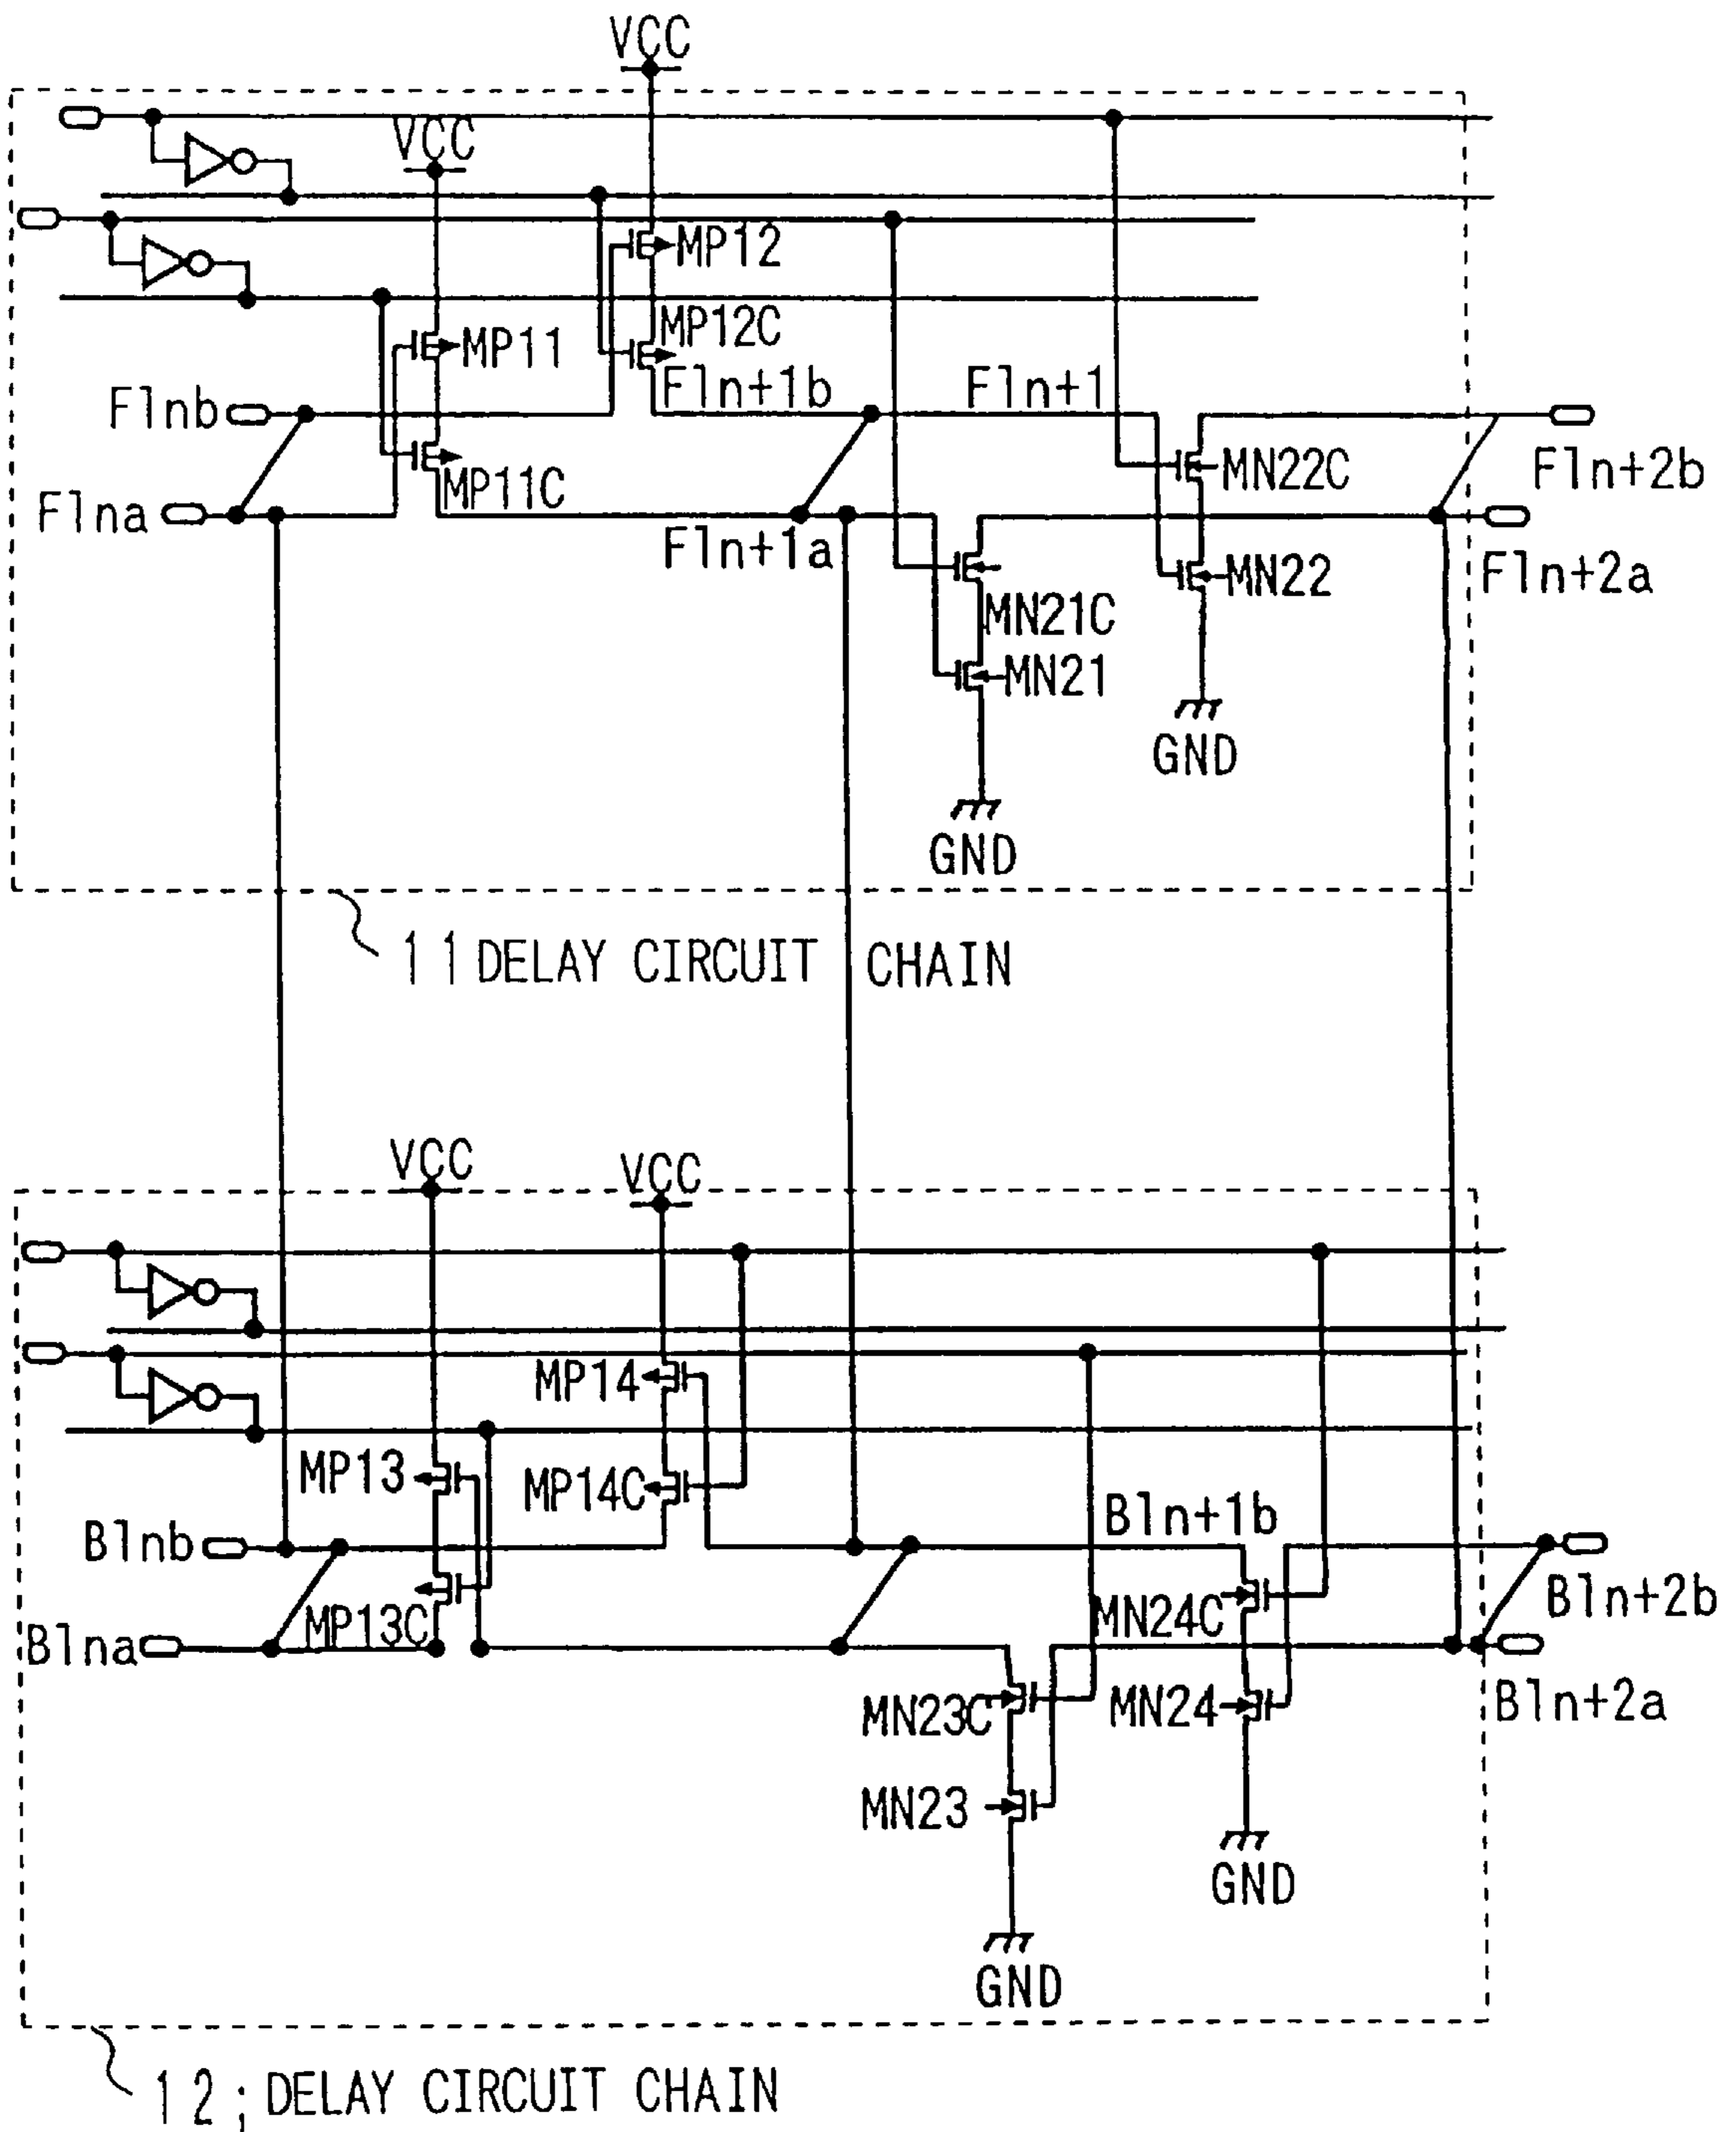 VCC
VCC
MP12
MP12C
MP11
Flnb
Fln+1b
Fln+1
MP11C
MN22C
Fln+2b
Flna
Fln+1a
MN22
Fln+2a
MN21C
MN21
GND
GND
11 DELAY CIRCUIT CHAIN
VCC
VCC
MP14
MP13
MP14C
Blnb
Bln+1b
Bln+2b
MP13C
MN24C
Blna
MN23C
MN24
Bln+2a
MN23
GND
GND
12 ; DELAY CIRCUIT CHAIN